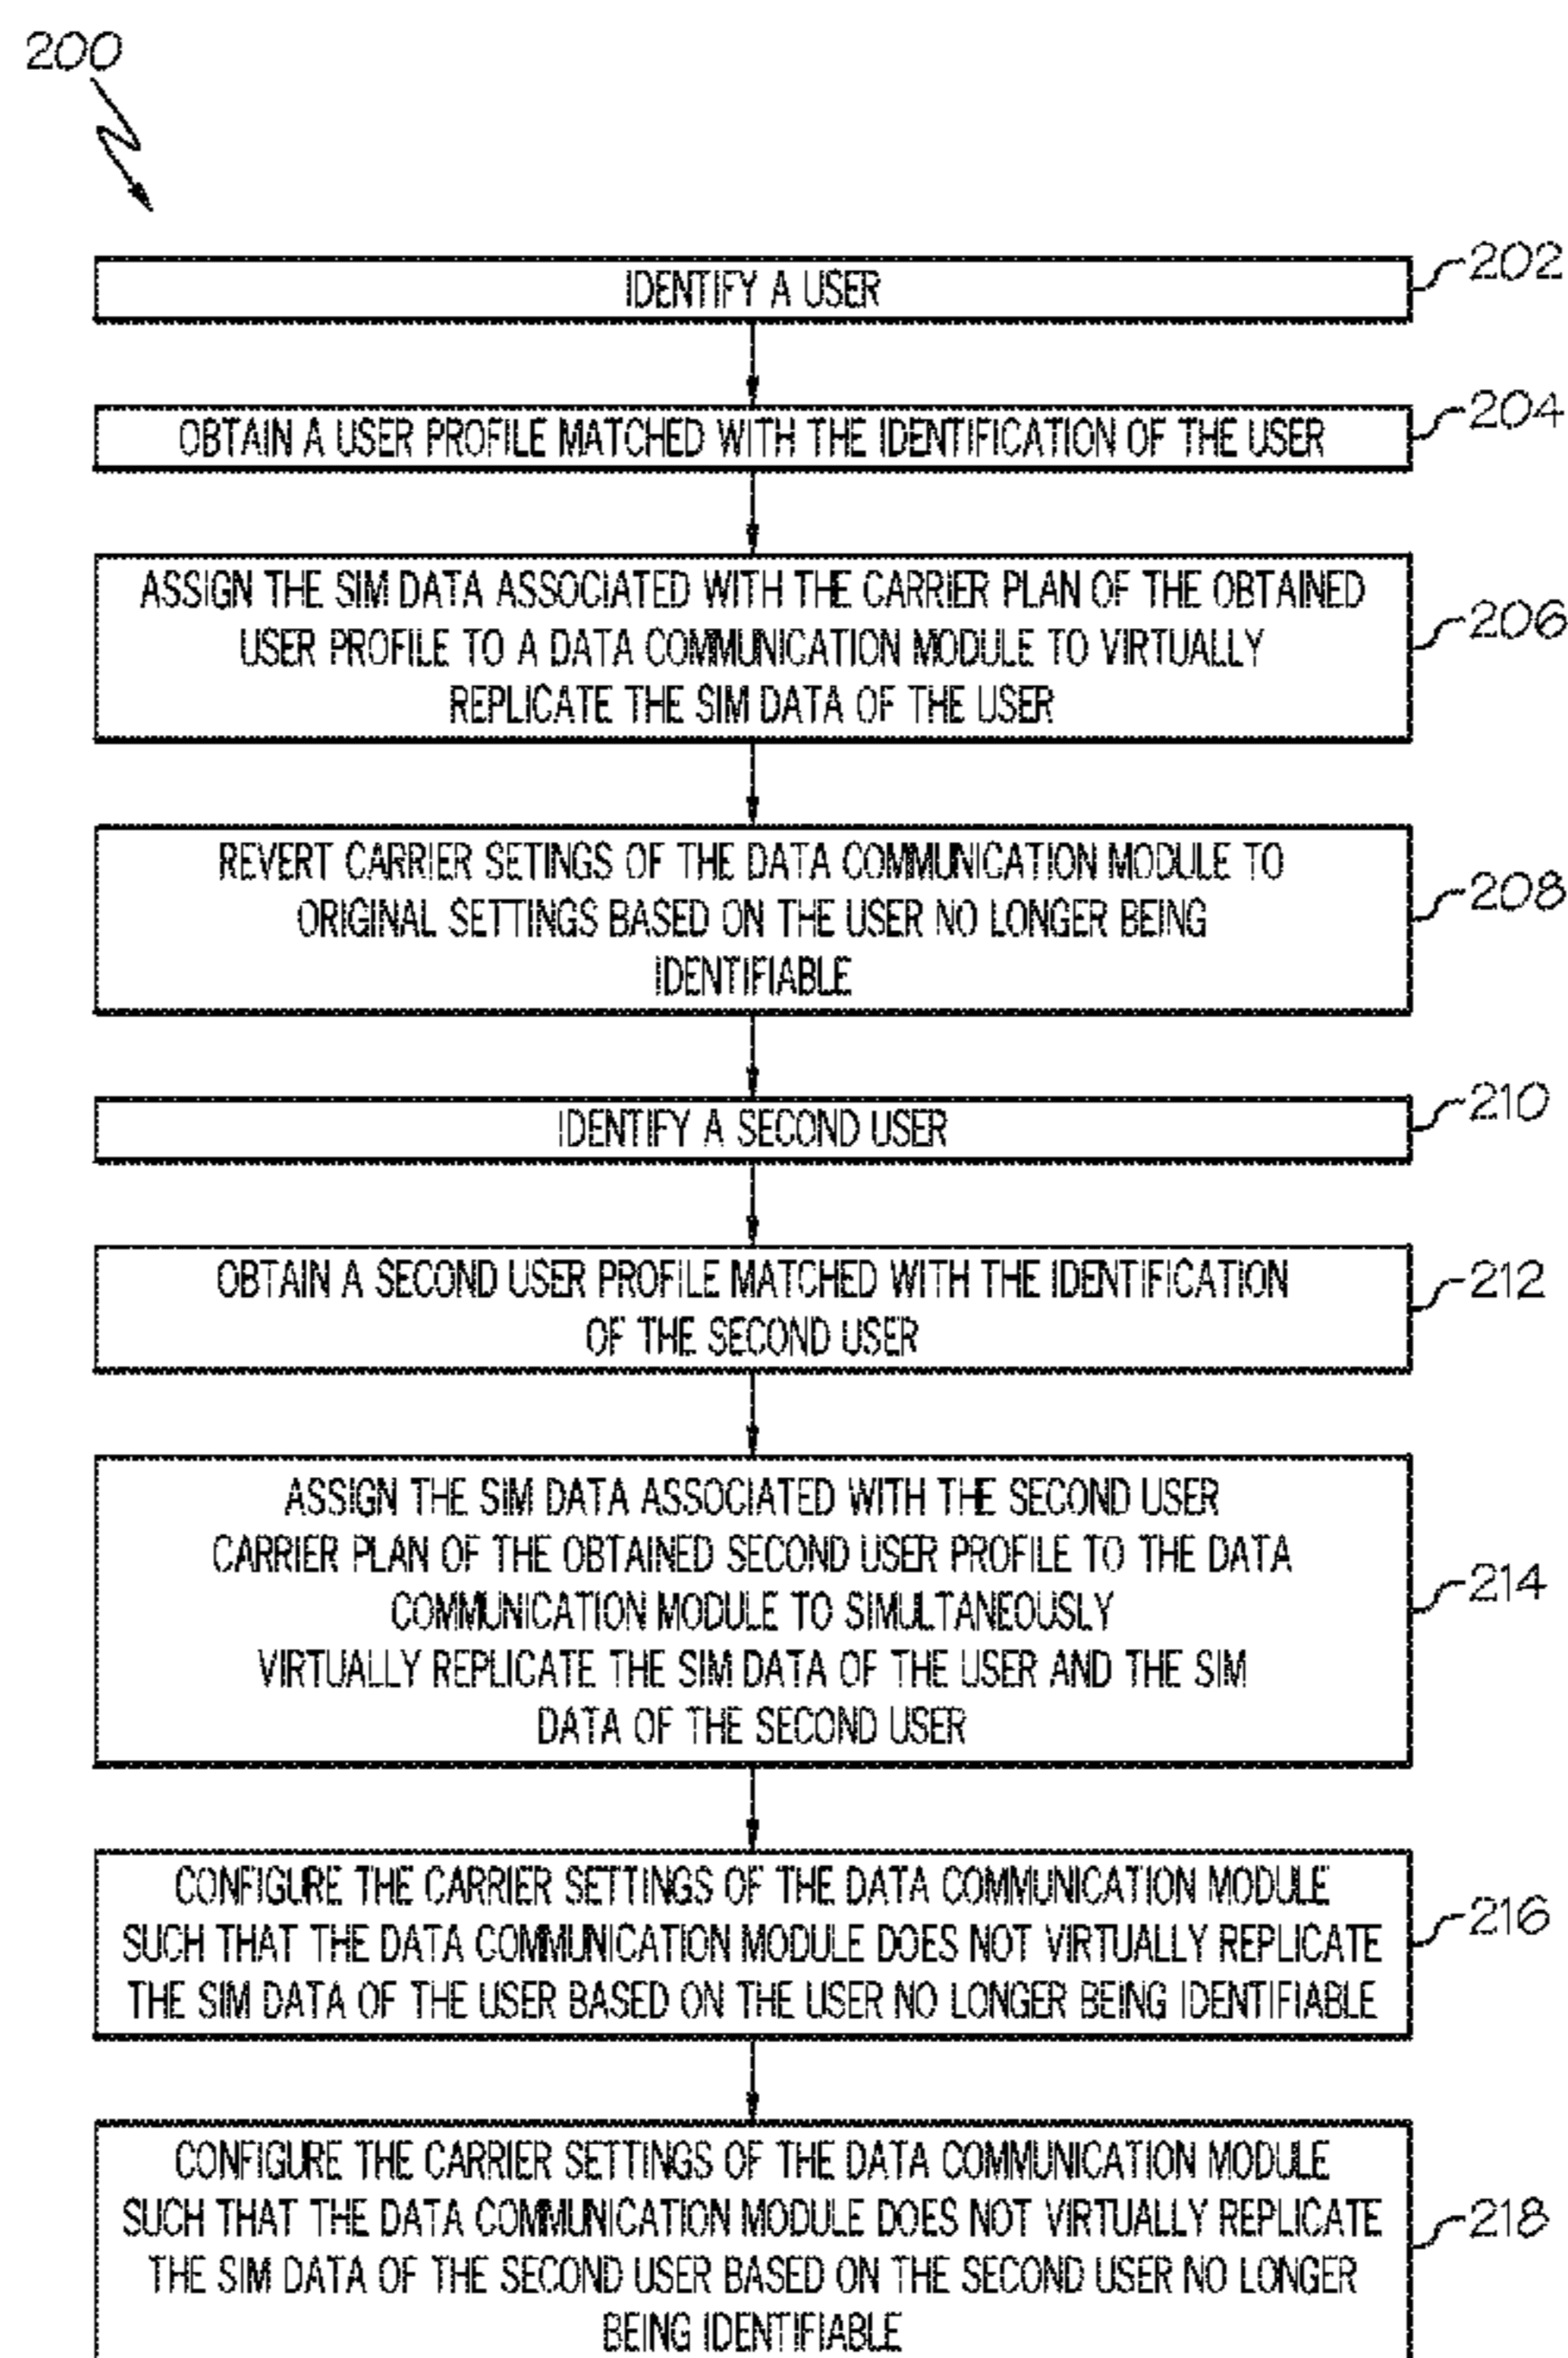 200
IDENTIFY A USER
202
OBTAIN A USER PROFILE MATCHED WITH THE IDENTIFICATION OF THE USER
204
ASSIGN THE SIM DATA ASSOCIATED WITH THE CARRIER PLAN OF THE OBTAINED
USER PROFILE TO A DATA COMMUNICATION MODULE TO VIRTUALLY
REPLICATE THE SIM DATA OF THE USER
206
REVERT CARRIER SETINGS OF THE DATA COMMUNICATION MODULE TO
ORIGINAL SETTINGS BASED ON THE USER NO LONGER BEING
IDENTIFIABLE
208
IDENTIFY A SECOND USER
210
OBTAIN A SECOND USER PROFILE MATCHED WITH THE IDENTIFICATION
OF THE SECOND USER
212
ASSIGN THE SIM DATA ASSOCIATED WITH THE SECOND USER
CARRIER PLAN OF THE OBTAINED SECOND USER PROFILE TO THE DATA
COMMUNICATION MODULE TO SIMULTANEOUSLY
VIRTUALLY REPLICATE THE SIM DATA OF THE USER AND THE SIM
DATA OF THE SECOND USER
214
CONFIGURE THE CARRIER SETTINGS OF THE DATA COMMUNICATION MODULE
SUCH THAT THE DATA COMMUNICATION MODULE DOES NOT VIRTUALLY REPLICATE
THE SIM DATA OF THE USER BASED ON THE USER NO LONGER BEING IDENTIFIABLE
216
CONFIGURE THE CARRIER SETTINGS OF THE DATA COMMUNICATION MODULE
SUCH THAT THE DATA COMMUNICATION MODULE DOES NOT VIRTUALLY REPLICATE
THE SIM DATA OF THE SECOND USER BASED ON THE SECOND USER NO LONGER
BEING IDENTIFIABLE
218